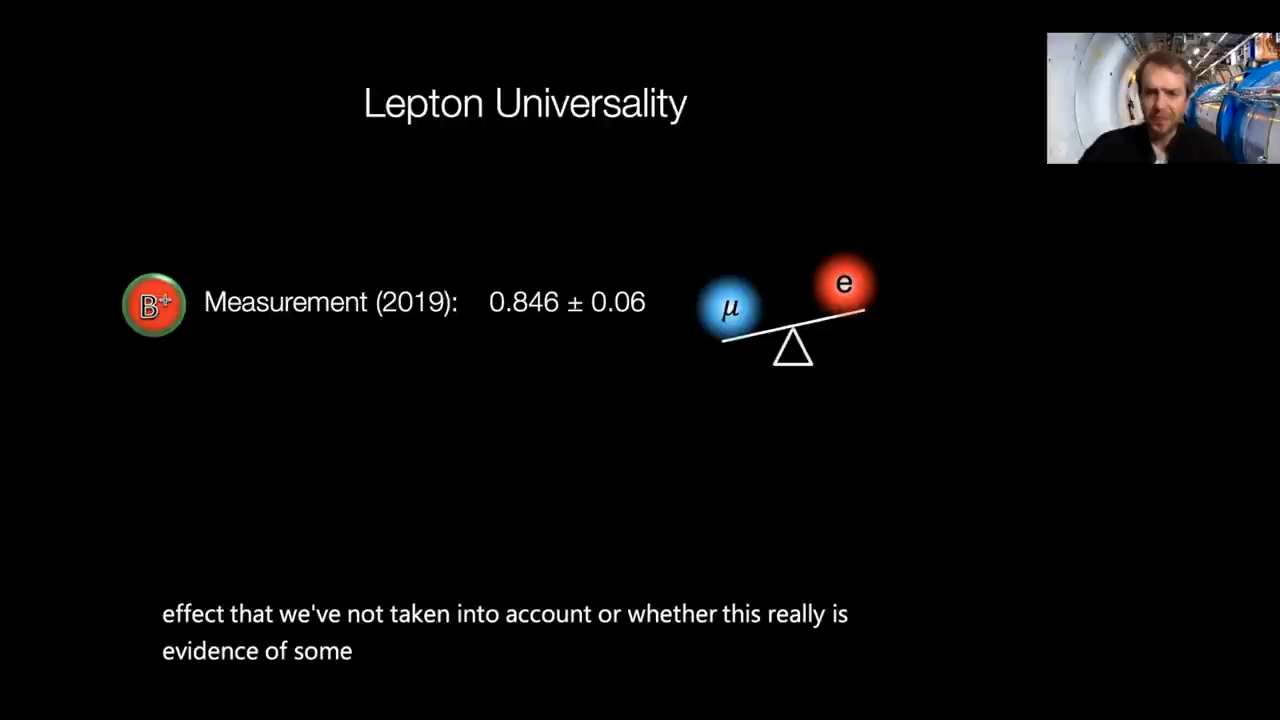 Lepton Universality
B⁺ Measurement (2019): 0.846 ± 0.06
μ
e
effect that we've not taken into account or whether this really is
evidence of some